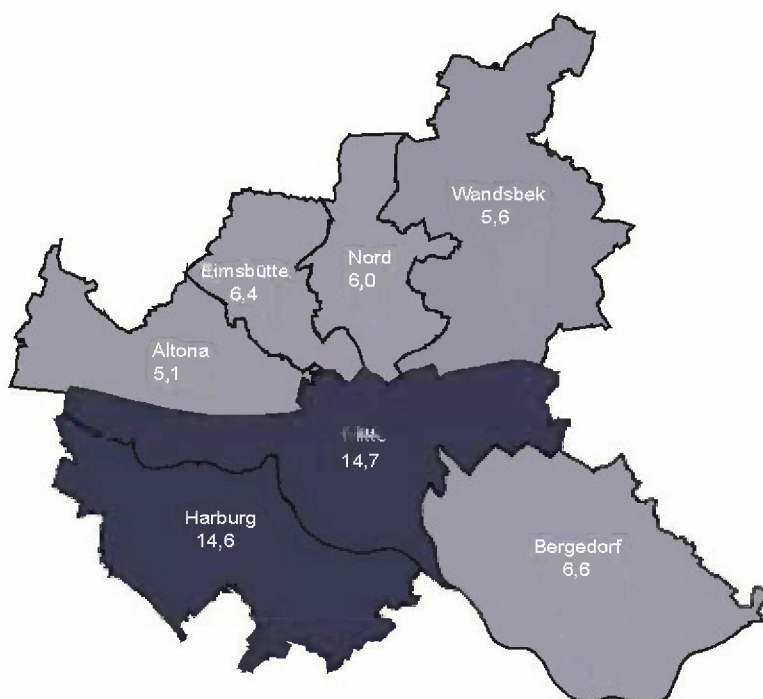 Wandsbek
5,6
Nord
6,0
Eimsbütte
6,4
Altona
5,1
14,7
Harburg
14,6
Bergedorf
6,6